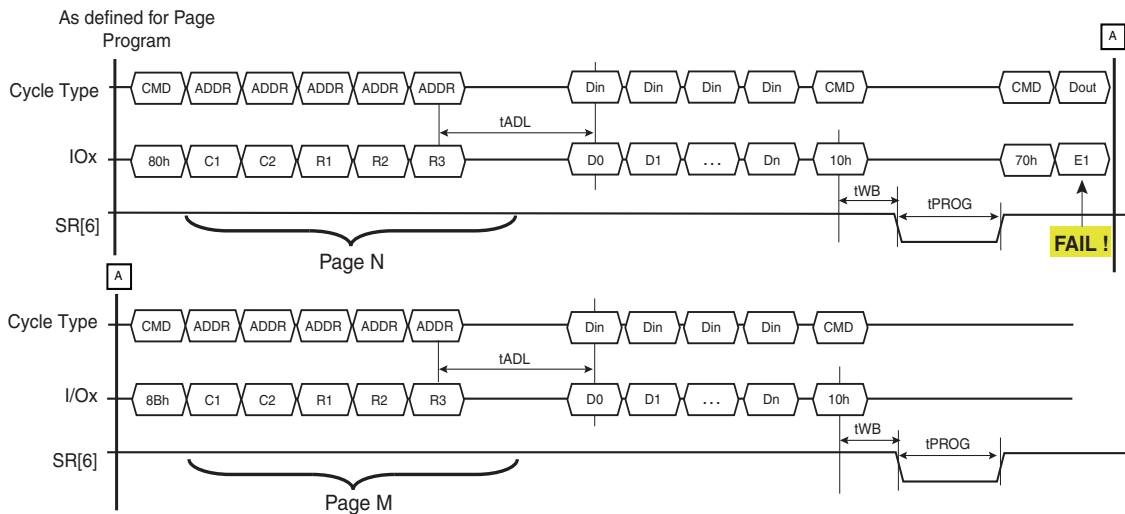 As defined for Page
Program
A
Cycle Type CMD ADDR ADDR ADDR ADDR ADDR Din Din Din Din CMD CMD Dout
tADL
IOx 80h C1 C2 R1 R2 R3 D0 D1 ... Dn 10h 70h E1
tWB tPROG
SR[6]
FAIL !
Page N
A
Cycle Type CMD ADDR ADDR ADDR ADDR ADDR Din Din Din Din CMD
tADL
I/Ox 8Bh C1 C2 R1 R2 R3 D0 D1 ... Dn 10h
tWB tPROG
SR[6]
Page M